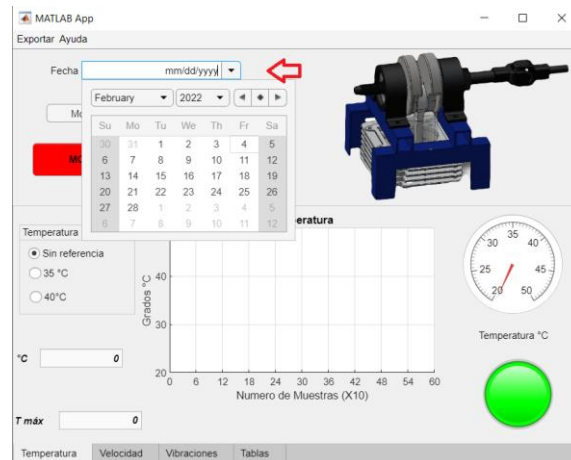 MATLAB App
Exportar Ayuda
Fecha mm/dd/yyyy
February 2022
Su Mo Tu We Th Fr Sa
30 31 1 2 3 4 5
6 7 8 9 10 11 12
13 14 15 16 17 18 19
20 21 22 23 24 25 26
27 28 1 2 3 4 5
6 7 8 9 10 11 12
Temperatura
Sin referencia
35 °C
40°C
°C 0
T máx 0
eratura
Grados °C
40
30
20
0 6 12 18 24 30 36 42 48 54 60
Numero de Muestras (X10)
20 25 30 35 40 45 50
Temperatura °C
Temperatura Velocidad Vibraciones Tablas